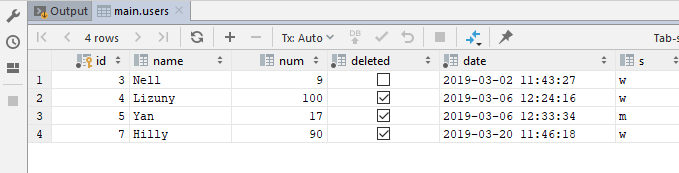 Output main.users
4 rows Tx: Auto DB Tab-s
id name num deleted date s
1 3 Nell 9 2019-03-02 11:43:27 w
2 4 Lizuny 100 2019-03-06 12:24:16 w
3 5 Yan 17 2019-03-06 12:33:34 m
4 7 Hilly 90 2019-03-20 11:46:18 w